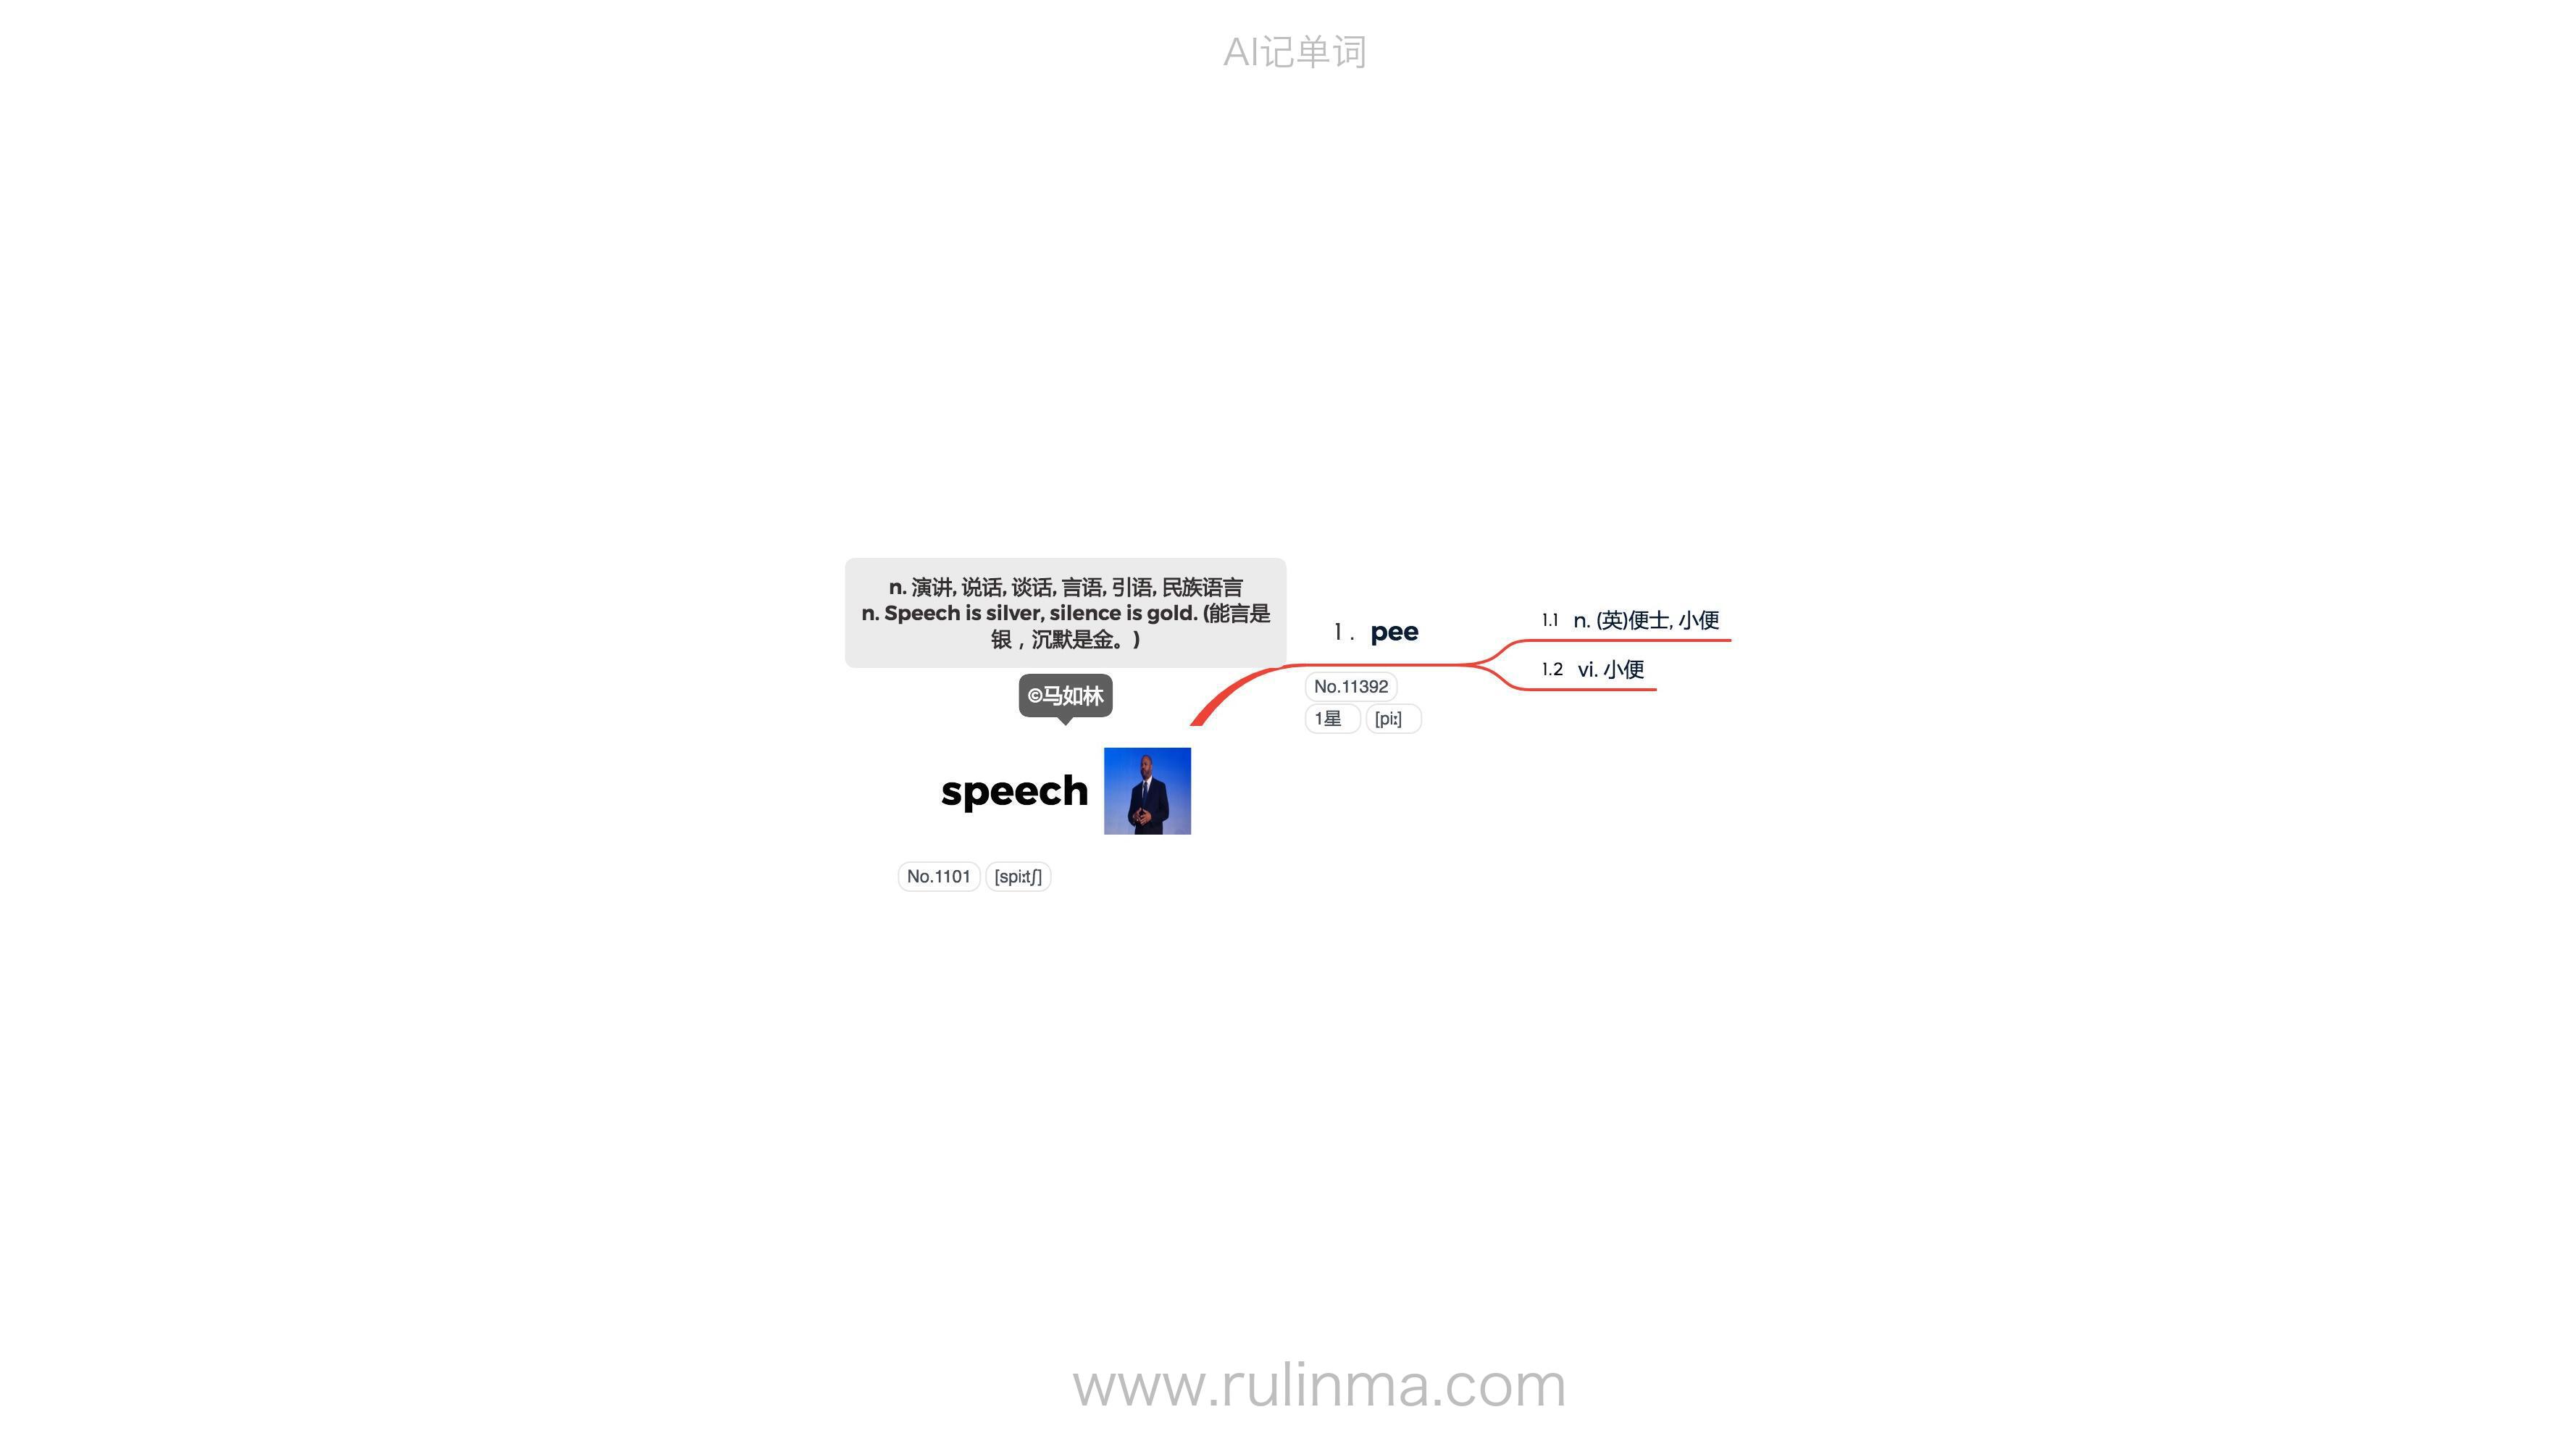 AI记单词
n. 演讲, 说话, 谈话, 言语, 引语, 民族语言
n. Speech is silver, silence is gold. (能言是
银，沉默是金。)
©马如林
speech
No.1101 [spiːtʃ]
1. pee
No.11392
1星 [piː]
1.1 n. (英)便士, 小便
1.2 vi. 小便
www.rulinma.com